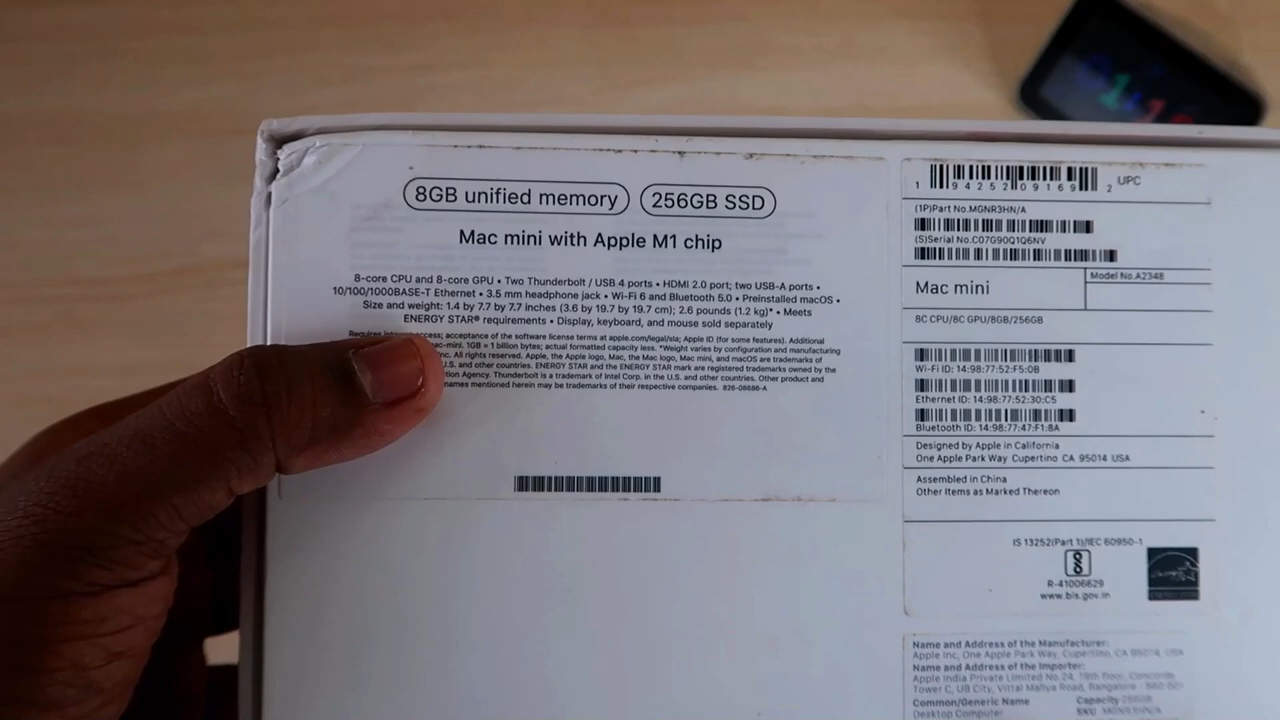 8GB unified memory 256GB SSD
Mac mini with Apple M1 chip
8-core CPU and 8-core GPU • Two Thunderbolt / USB 4 ports • HDMI 2.0 port; two USB-A ports •
10/100/1000BASE-T Ethernet • 3.5 mm headphone jack • Wi-Fi 6 and Bluetooth 5.0 • Preinstalled macOS •
Size and weight: 1.4 by 7.7 by 7.7 inches (3.6 by 19.7 by 19.7 cm); 2.6 pounds (1.2 kg)* • Meets
ENERGY STAR® requirements • Display, keyboard, and mouse sold separately
Requires access; acceptance of the software license terms at apple.com/legal/sla; Apple ID (for some features). Additional
ac-mini. 1GB = 1 billion bytes; actual formatted capacity less. *Weight varies by configuration and manufacturing
Inc. All rights reserved. Apple, the Apple logo, Mac, the Mac logo, Mac mini, and macOS are trademarks of
U.S. and other countries. ENERGY STAR and the ENERGY STAR mark are registered trademarks owned by the
tion Agency. Thunderbolt is a trademark of Intel Corp. in the U.S. and other countries. Other product and
names mentioned herein may be trademarks of their respective companies. 826-08886-A
1 94252 09169 2 UPC
(1P)Part No.MGNR3HN/A
(S)Serial No.C07G90Q1Q6NV
Mac mini
Model No.A2348
8C CPU/8C GPU/8GB/256GB
Wi-Fi ID: 14:98:77:52:F5:0B
Ethernet ID: 14:98:77:52:30:C5
Bluetooth ID: 14:98:77:47:F1:8A
Designed by Apple in California
One Apple Park Way Cupertino CA 95014 USA
Assembled in China
Other Items as Marked Thereon
IS 13252(Part 1)/IEC 60950-1
R-41006629
www.bis.gov.in
ENERGY STAR
Name and Address of the Manufacturer:
Apple Inc, One Apple Park Way, Cupertino, CA 95014, USA
Name and Address of the Importer:
Apple India Private Limited No.24, 19th Floor, Concorde
Tower C, UB City, Vittal Mallya Road, Bangalore - 560 001
Common/Generic Name Capacity 256GB
Desktop Computer SKU MGNR3HN/A